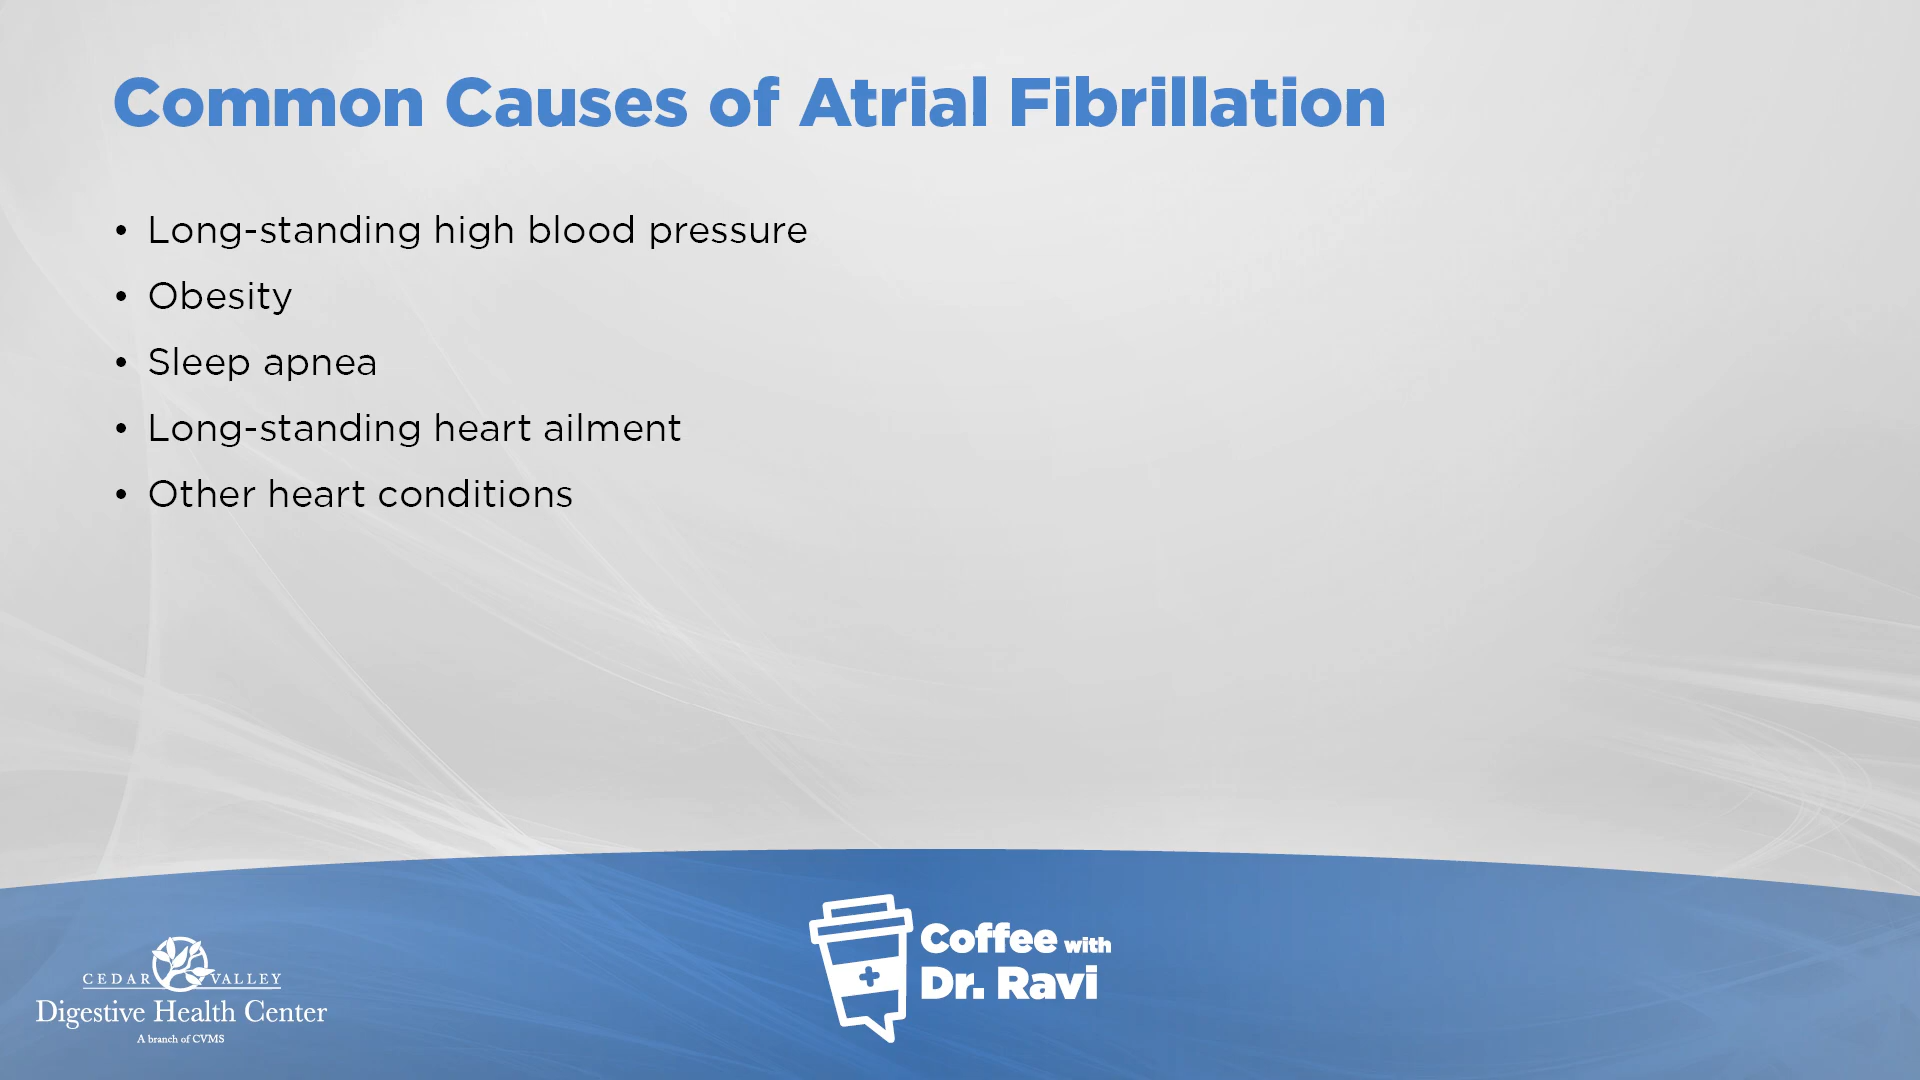 Common Causes of Atrial Fibrillation
• Long-standing high blood pressure
• Obesity
• Sleep apnea
• Long-standing heart ailment
• Other heart conditions
CEDAR VALLEY
Digestive Health Center
A branch of CVMS
Coffee with
Dr. Ravi